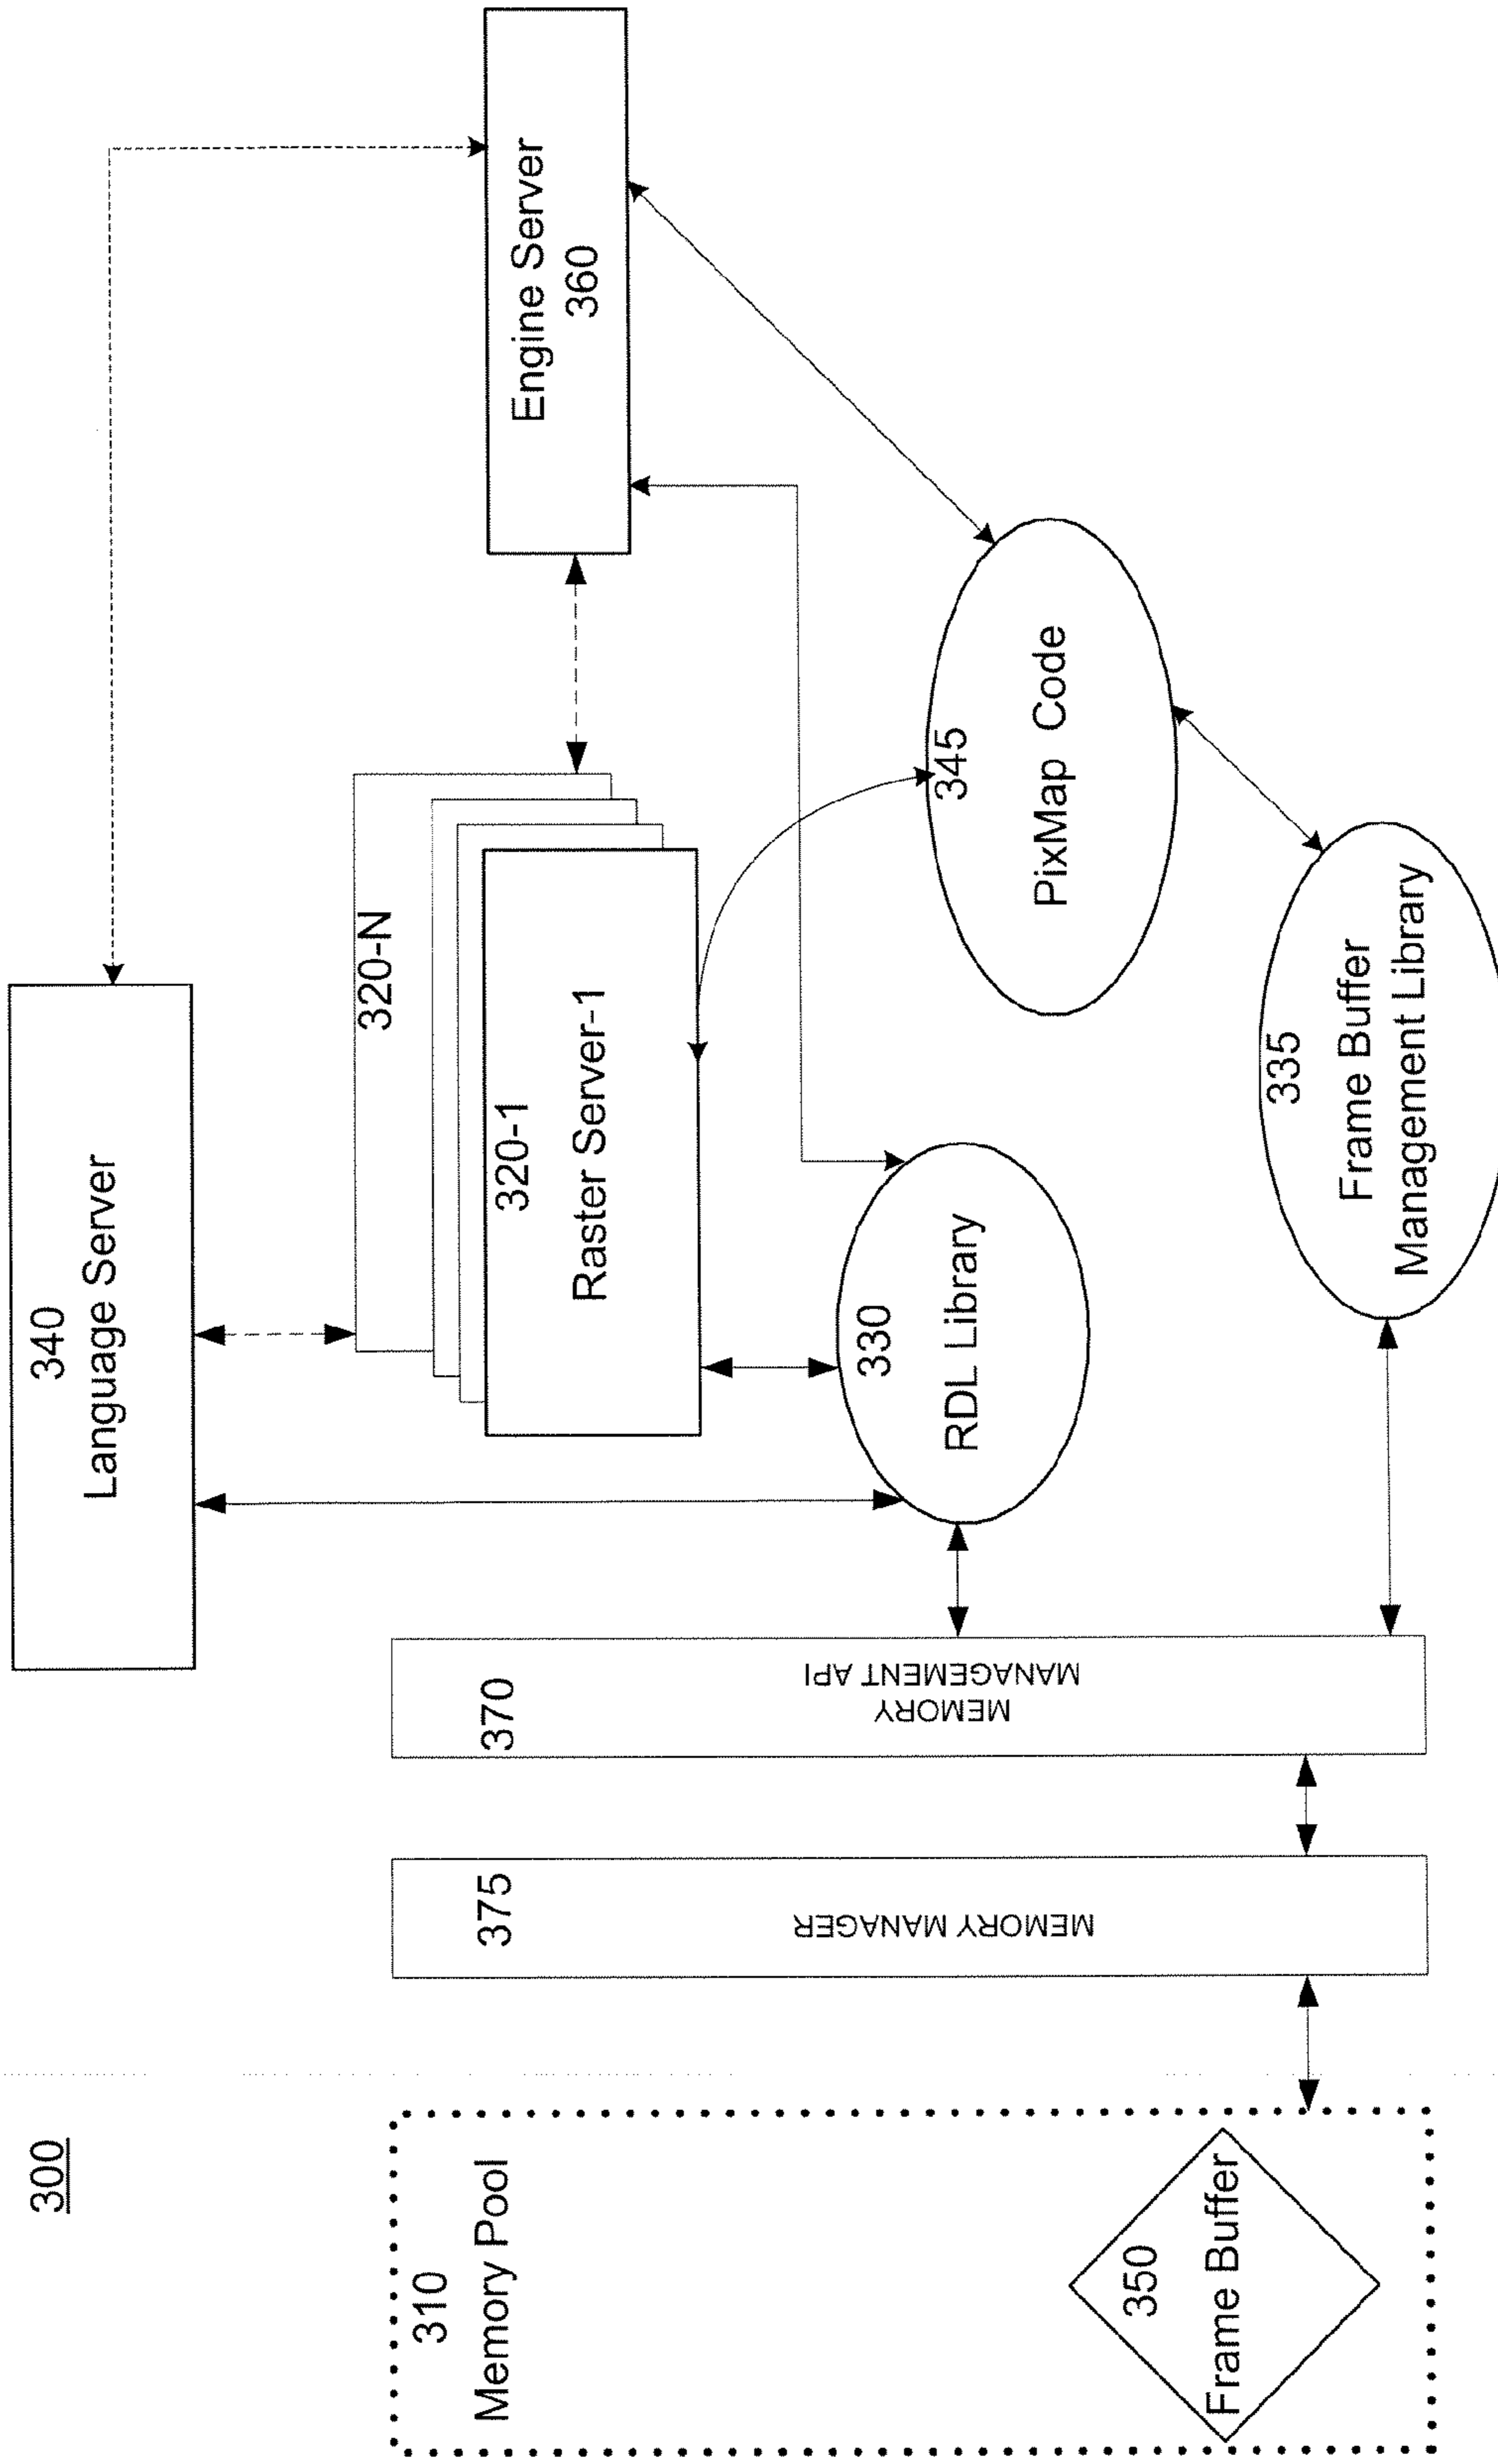 300
340
Language Server
310
Memory Pool
375
MEMORY MANAGER
370
MEMORY
MANAGEMENT API
320-N
320-1
Raster Server-1
Engine Server
360
330
RDL Library
345
PixMap Code
350
Frame Buffer
335
Frame Buffer
Management Library